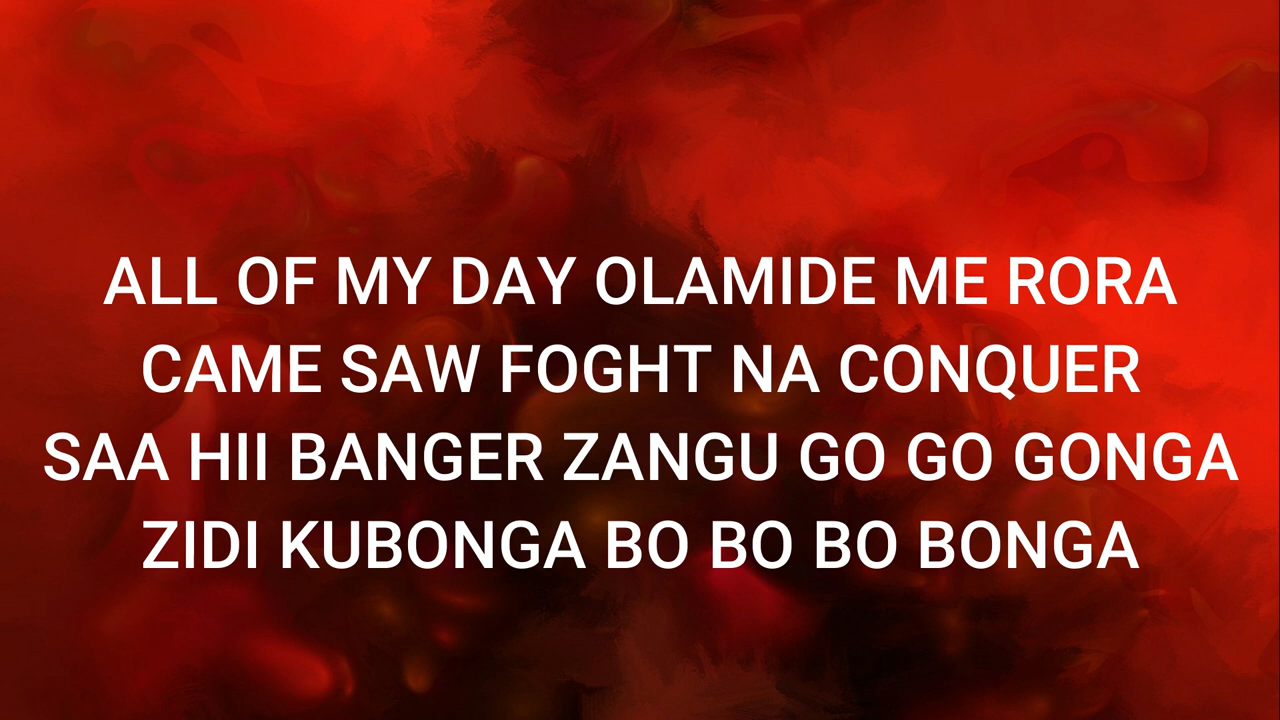 ALL OF MY DAY OLAMIDE ME RORA
CAME SAW FOGHT NA CONQUER
SAA HII BANGER ZANGU GO GO GONGA
ZIDI KUBONGA BO BO BO BONGA